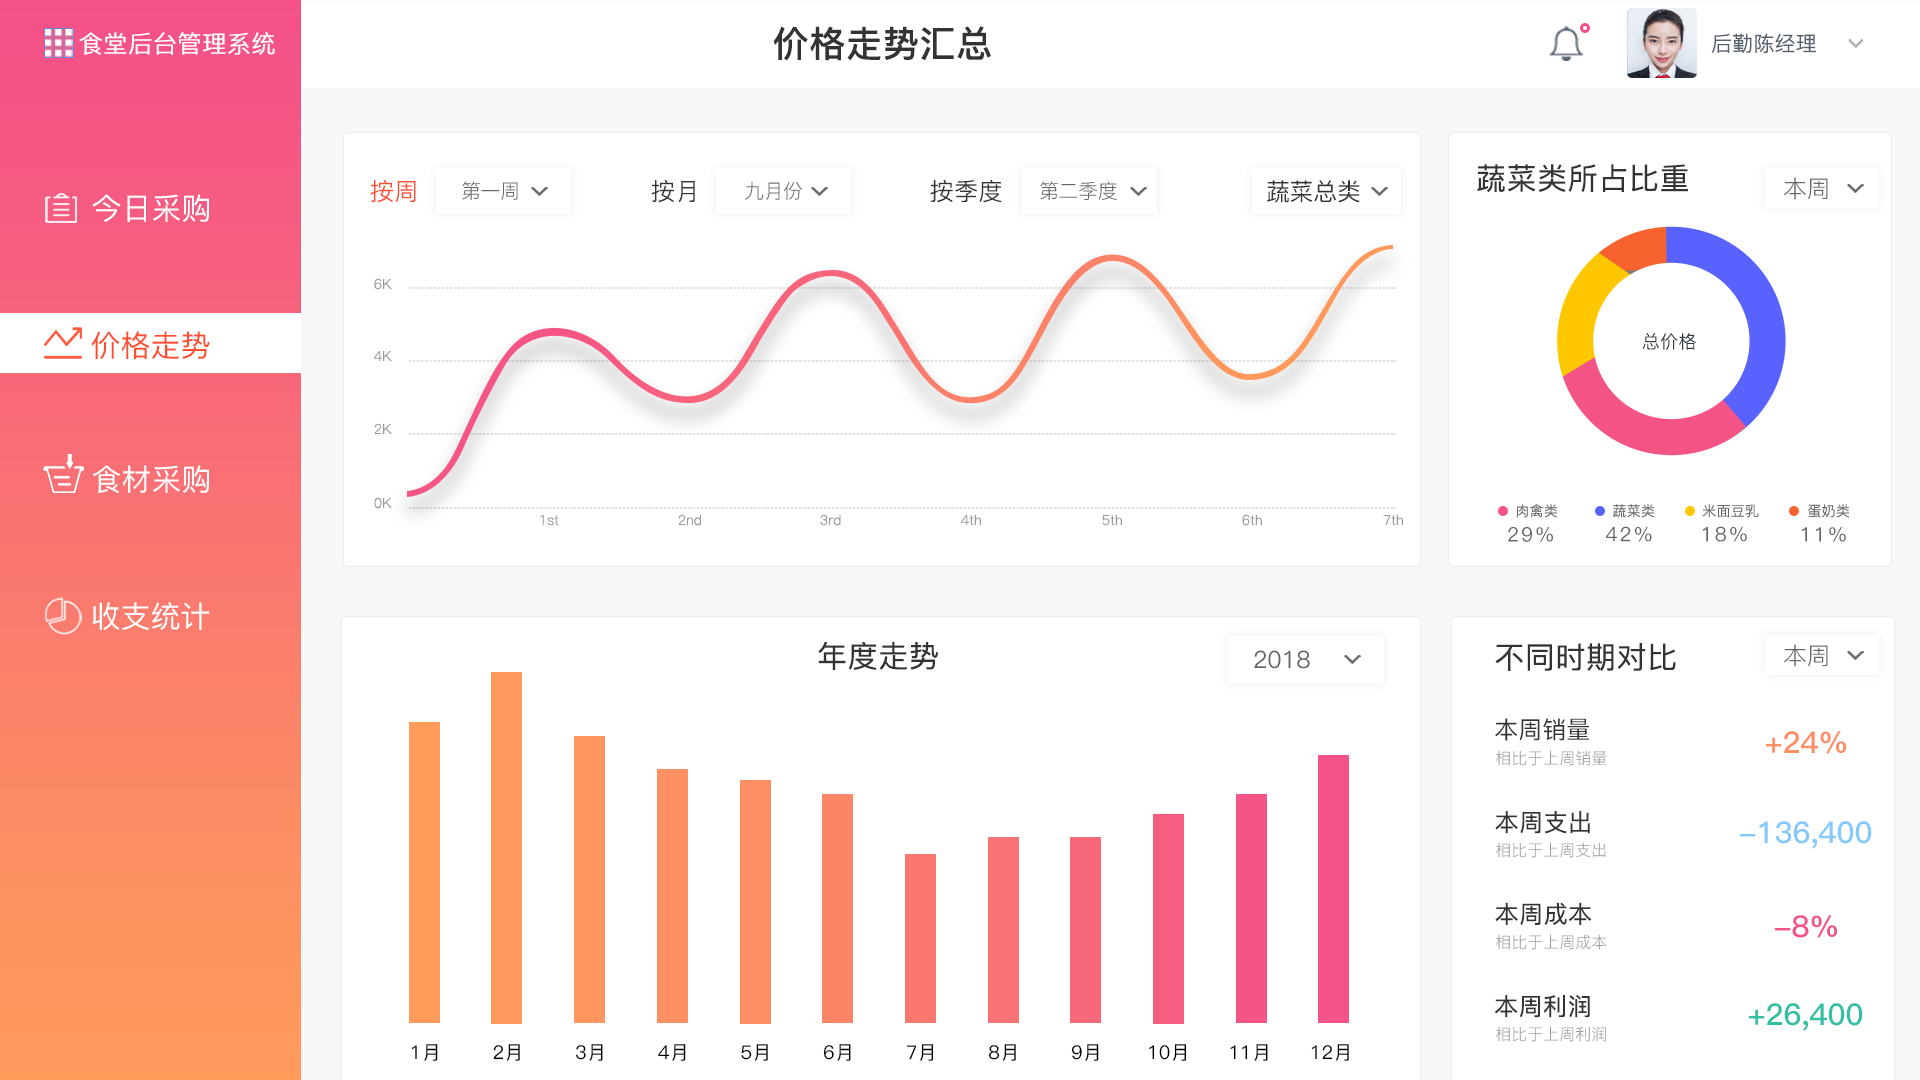 食堂后台管理系统
价格走势汇总
后勤陈经理
今日采购
价格走势
食材采购
收支统计
按周 第一周 按月 九月份 按季度 第二季度 蔬菜总类
6K
4K
2K
0K
1st 2nd 3rd 4th 5th 6th 7th
蔬菜类所占比重 本周
总价格
肉禽类 蔬菜类 米面豆乳 蛋奶类
29% 42% 18% 11%
年度走势 2018
1月 2月 3月 4月 5月 6月 7月 8月 9月 10月 11月 12月
不同时期对比 本周
本周销量
相比于上周销量
+24%
本周支出
相比于上周支出
−136,400
本周成本
相比于上周成本
−8%
本周利润
相比于上周利润
+26,400